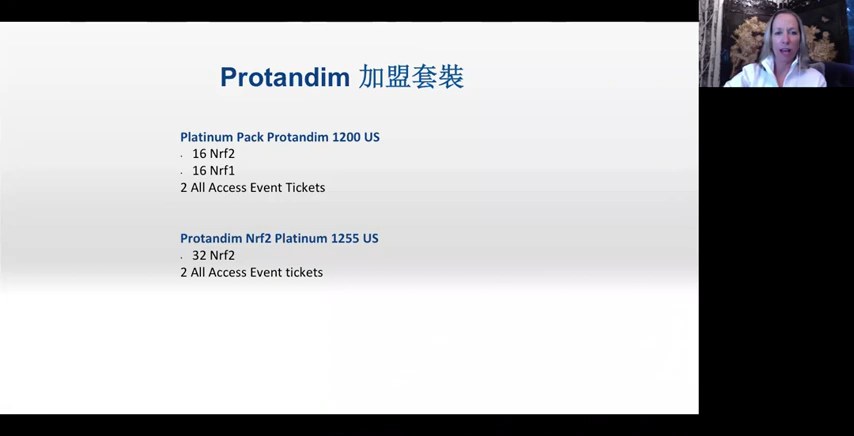 Protandim 加盟套裝
Platinum Pack Protandim 1200 US
. 16 Nrf2
. 16 Nrf1
2 All Access Event Tickets
Protandim Nrf2 Platinum 1255 US
. 32 Nrf2
2 All Access Event tickets